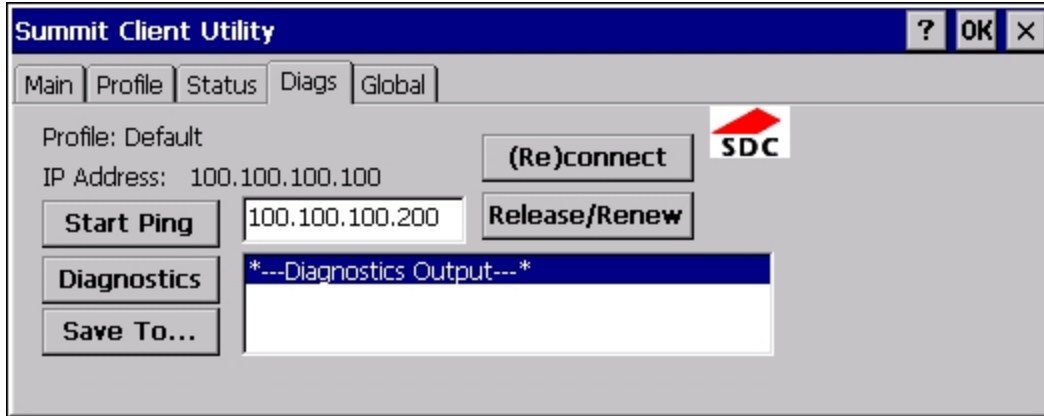 Summit Client Utility ? OK ×
Main Profile Status Diags Global
Profile: Default
IP Address: 100.100.100.100
(Re)connect
SDC
Start Ping
100.100.100.200
Release/Renew
Diagnostics
*---Diagnostics Output---*
Save To...